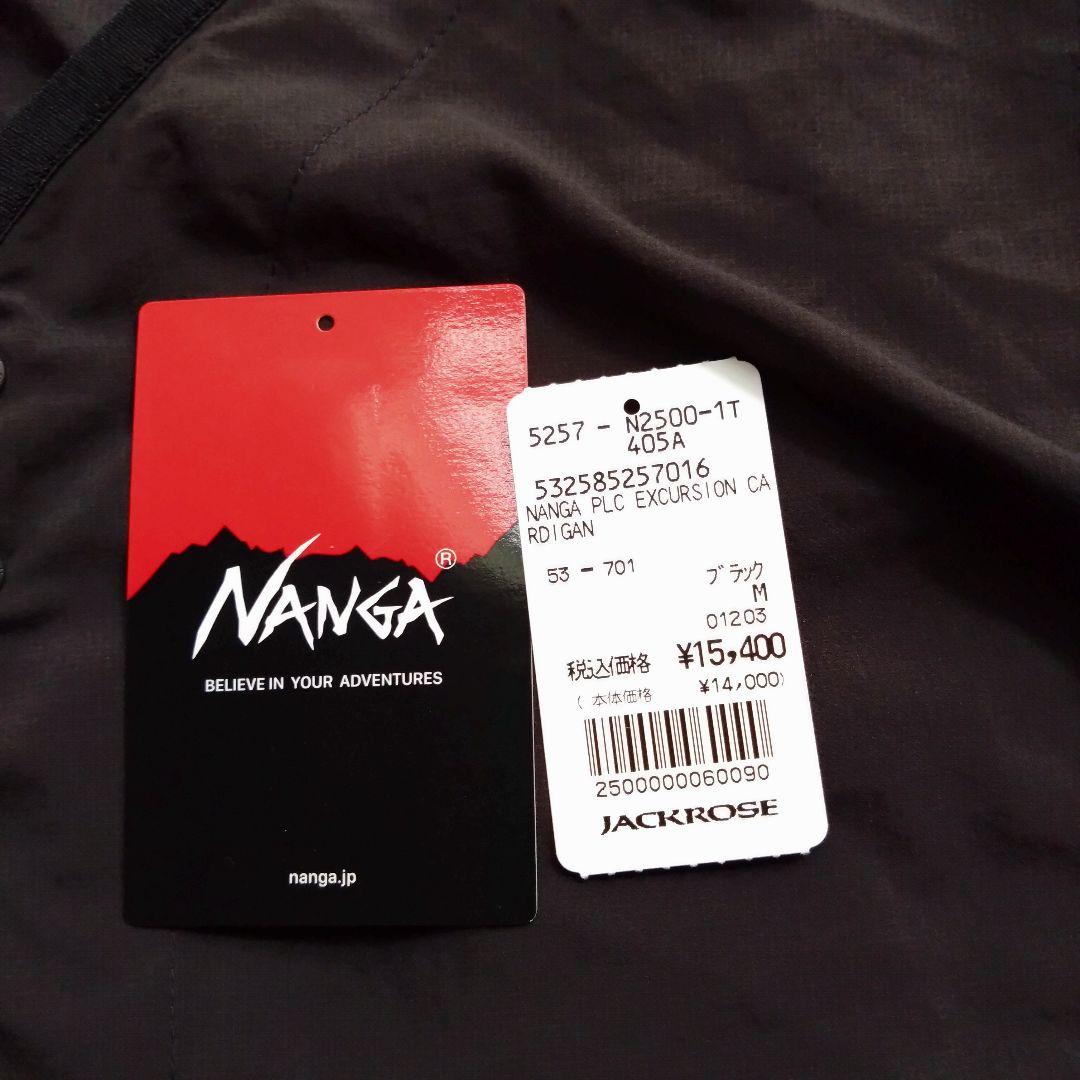 NANGA®
BELIEVE IN YOUR ADVENTURES
nanga.jp
5257 - N2500-1T
405A
532585257016
NANGA PLC EXCURSION CA
RDIGAN
53 - 701
ブラック
M
01203
税込価格 ¥15,400
( 本体価格 ¥14,000)
2500000060090
JACKROSE